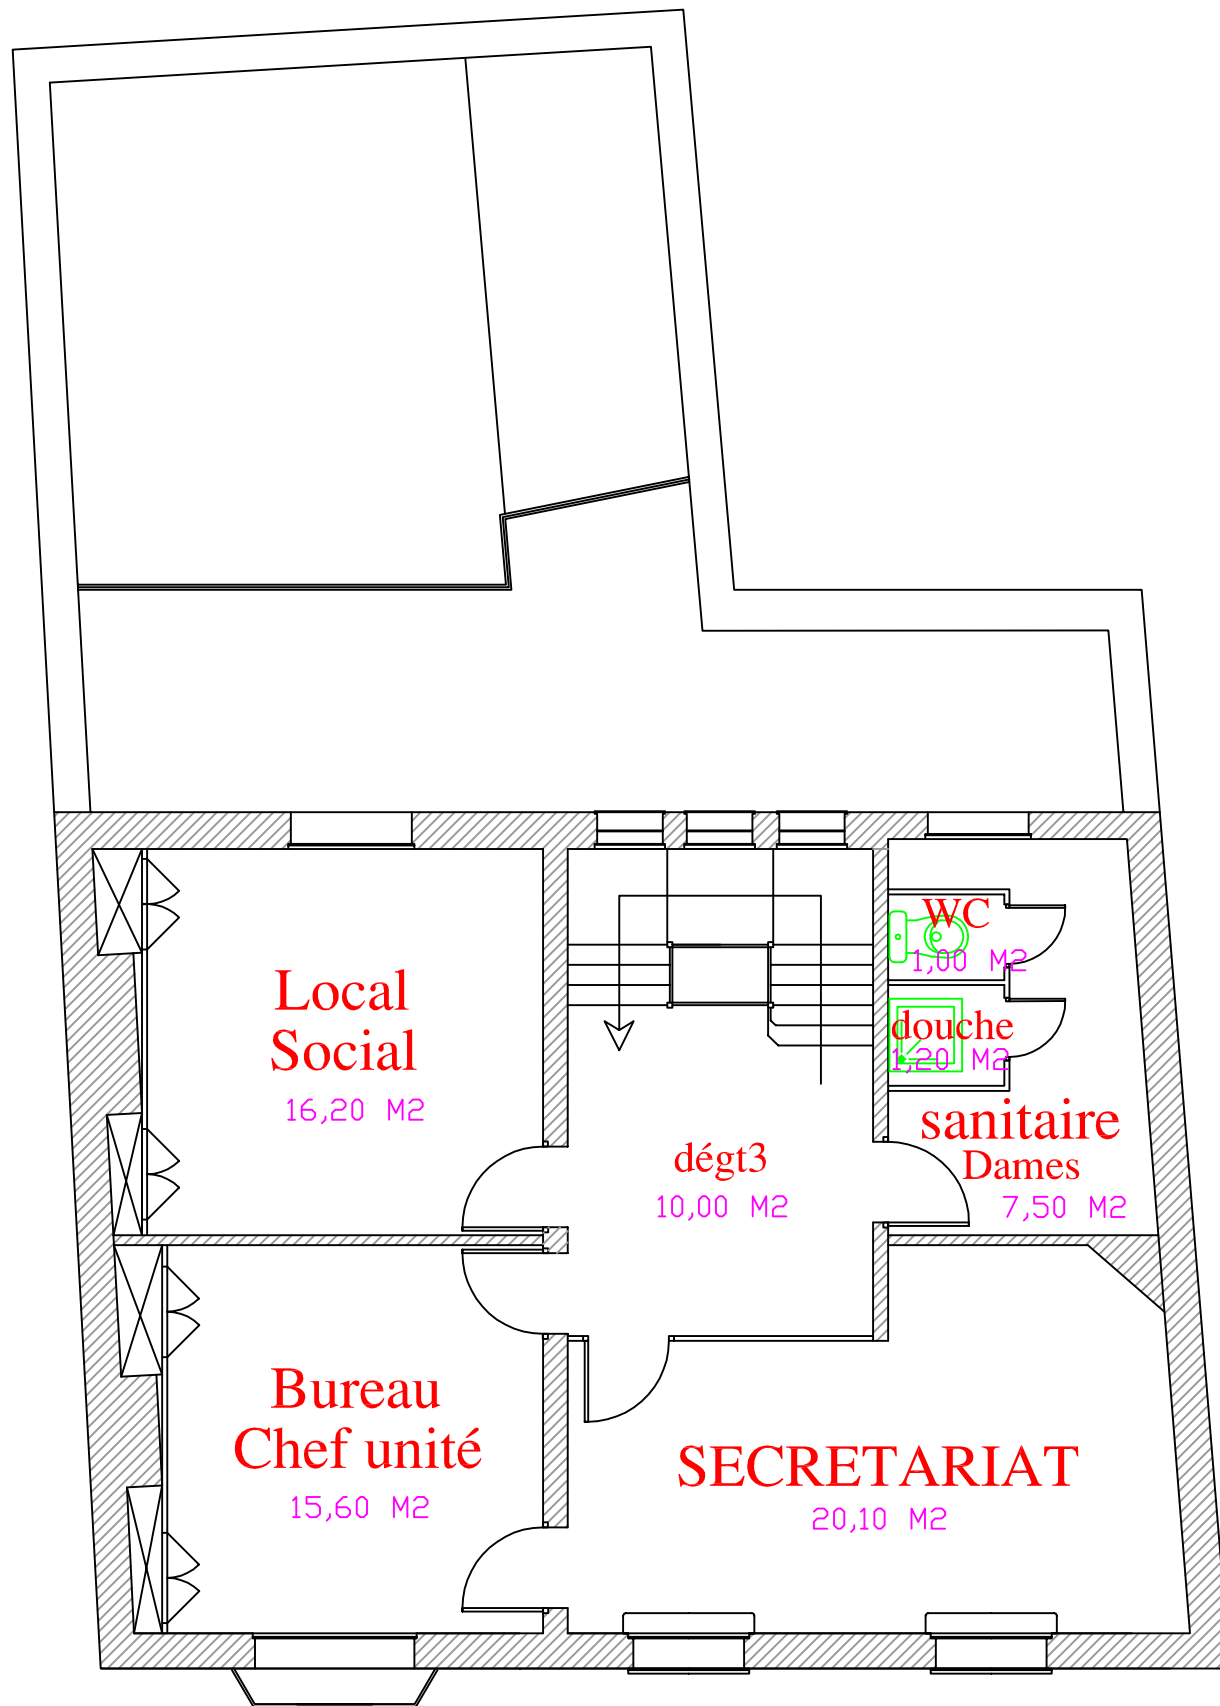 WC
1,00 M2
Local
Social
16,20 M2
douche
1,20 M2
sanitaire
Dames
7,50 M2
dégt3
10,00 M2
Bureau
Chef unité
15,60 M2
SECRETARIAT
20,10 M2